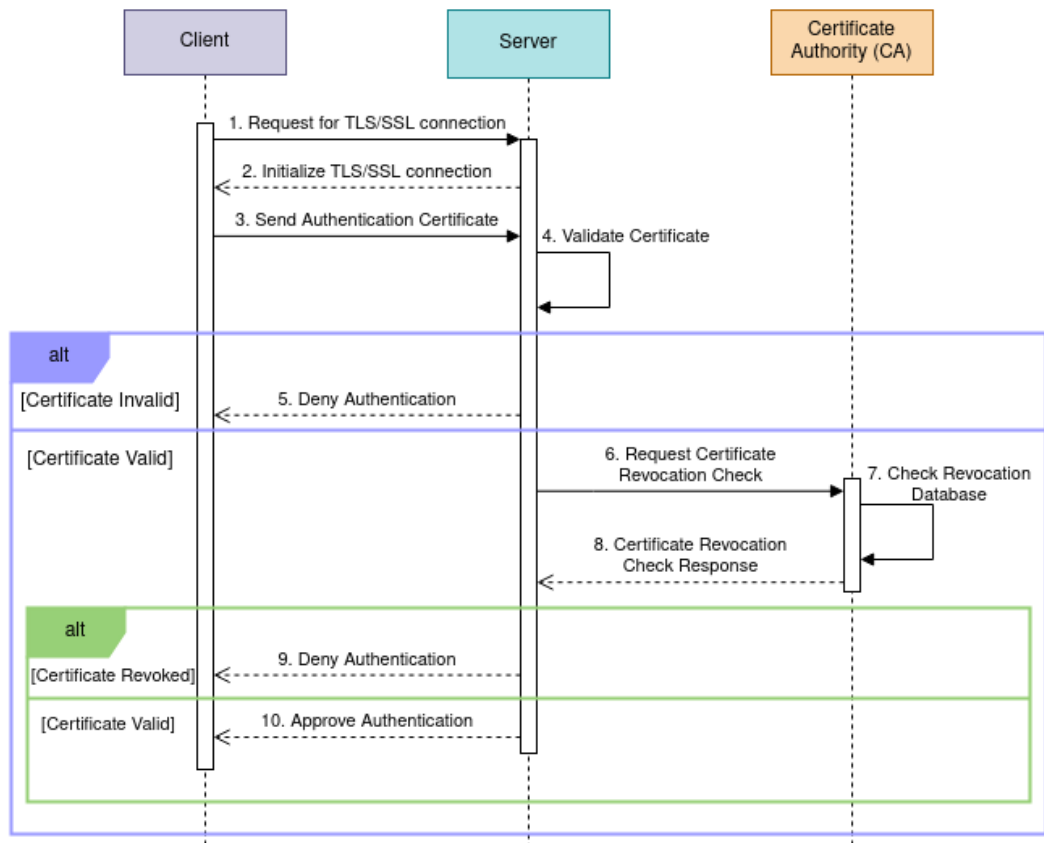 Client
Server
Certificate
Authority (CA)
1. Request for TLS/SSL connection
2. Initialize TLS/SSL connection
3. Send Authentication Certificate
4. Validate Certificate
alt
[Certificate Invalid]
5. Deny Authentication
[Certificate Valid]
6. Request Certificate
Revocation Check
7. Check Revocation
Database
8. Certificate Revocation
Check Response
alt
9. Deny Authentication
[Certificate Revoked]
10. Approve Authentication
[Certificate Valid]